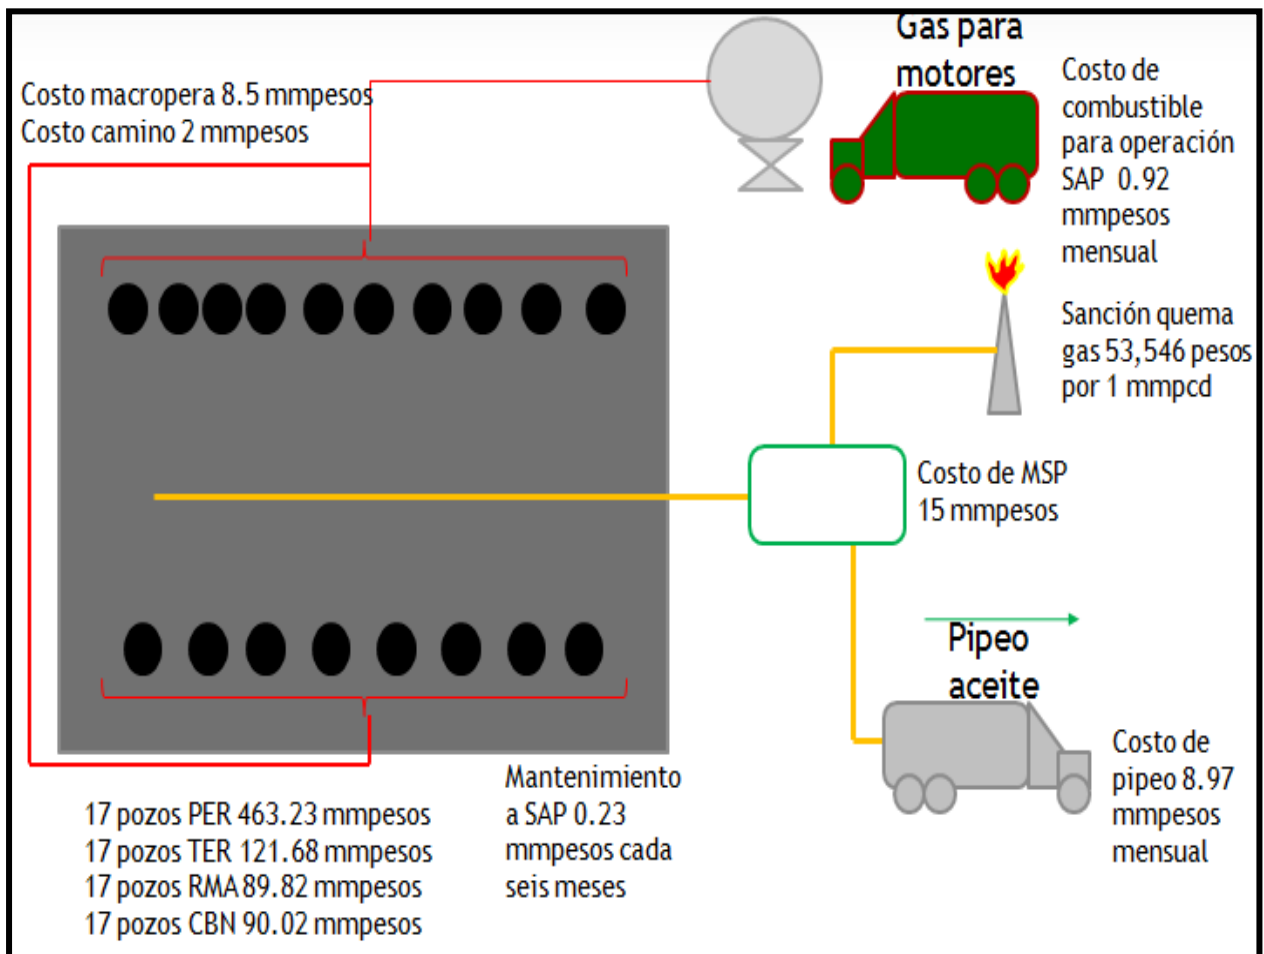 Gas para
motores
Costo macropera 8.5 mmpesos
Costo camino 2 mmpesos
Costo de
combustible
para operación
SAP 0.92
mmpesos
mensual
Sanción quema
gas 53,546 pesos
por 1 mmpcd
Costo de MSP
15 mmpesos
Pipeo
aceite
Costo de
pipeo 8.97
mmpesos
mensual
Mantenimiento
a SAP 0.23
mmpesos cada
seis meses
17 pozos PER 463.23 mmpesos
17 pozos TER 121.68 mmpesos
17 pozos RMA 89.82 mmpesos
17 pozos CBN 90.02 mmpesos